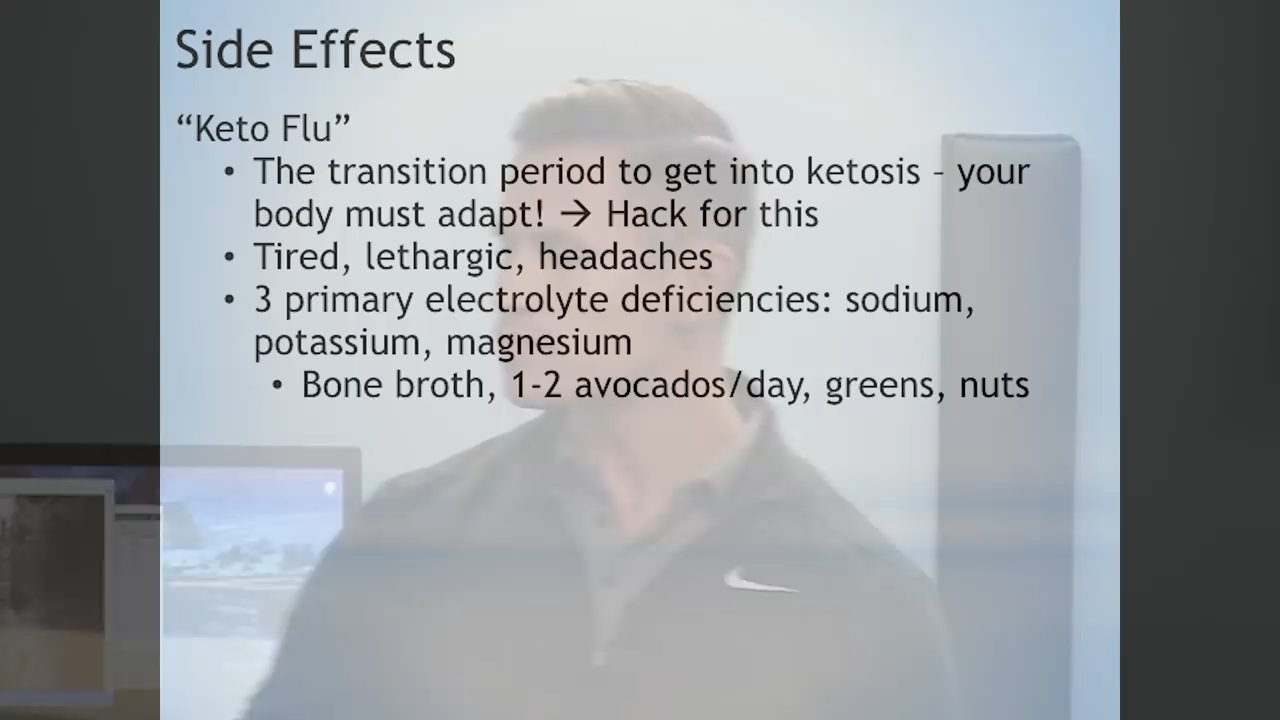 Side Effects
“Keto Flu”
• The transition period to get into ketosis – your
body must adapt! → Hack for this
• Tired, lethargic, headaches
• 3 primary electrolyte deficiencies: sodium,
potassium, magnesium
• Bone broth, 1-2 avocados/day, greens, nuts